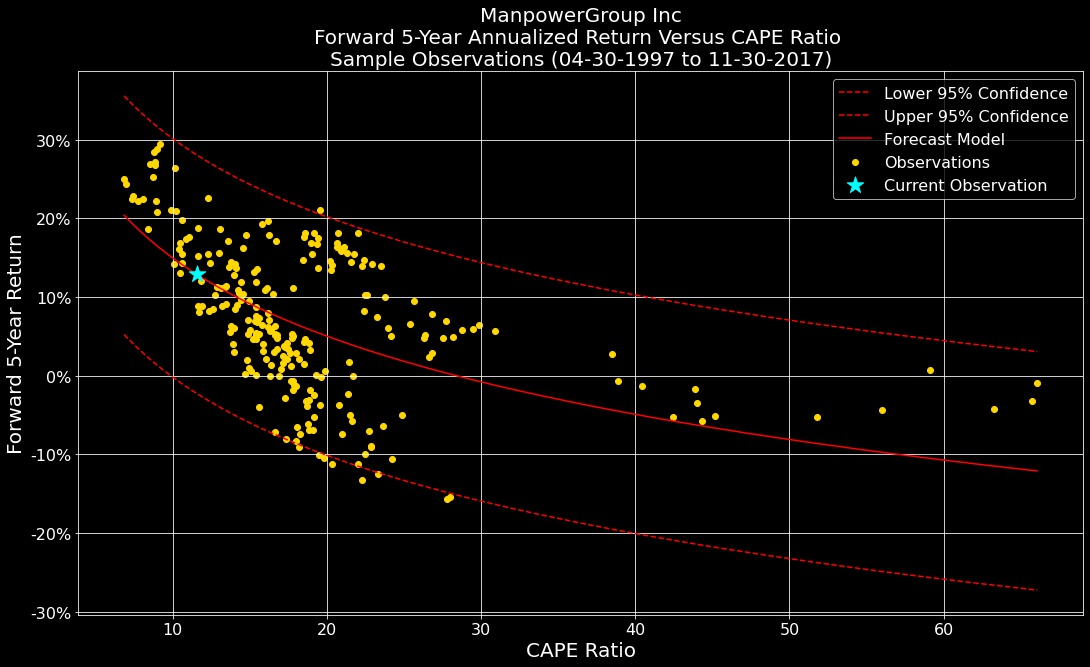 ManpowerGroup Inc
Forward 5-Year Annualized Return Versus CAPE Ratio
Sample Observations (04-30-1997 to 11-30-2017)
Lower 95% Confidence
Upper 95% Confidence
Forecast Model
Observations
Current Observation
Forward 5-Year Return
30%
20%
10%
0%
-10%
-20%
-30%
10 20 30 40 50 60
CAPE Ratio